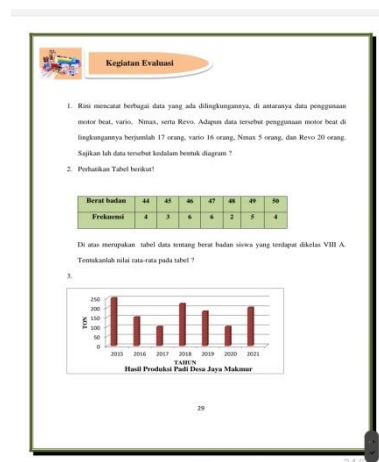 Kegiatan Evaluasi
1. Rini mencatat berbagai data yang ada dilingkungannya, di antaranya data penggunaan
motor beat, vario, Nmax, serta Revo. Adapun data tersebut penggunaan motor beat di
lingkungannya berjumlah 17 orang, vario 16 orang, Nmax 5 orang, dan Revo 20 orang.
Sajikan lah data tersebut kedalam bentuk diagram ?
2. Perhatikan Tabel berikut!
Berat badan 44 45 46 47 48 49 50
Frekuensi 4 3 6 6 2 5 4
Di atas merupakan tabel data tentang berat badan siswa yang terdapat dikelas VIII A.
Tentukanlah nilai rata-rata pada tabel ?
3.
250
200
150
100
50
0
TON
2015 2016 2017 2018 2019 2020 2021
TAHUN
Hasil Produksi Padi Desa Jaya Makmur
29